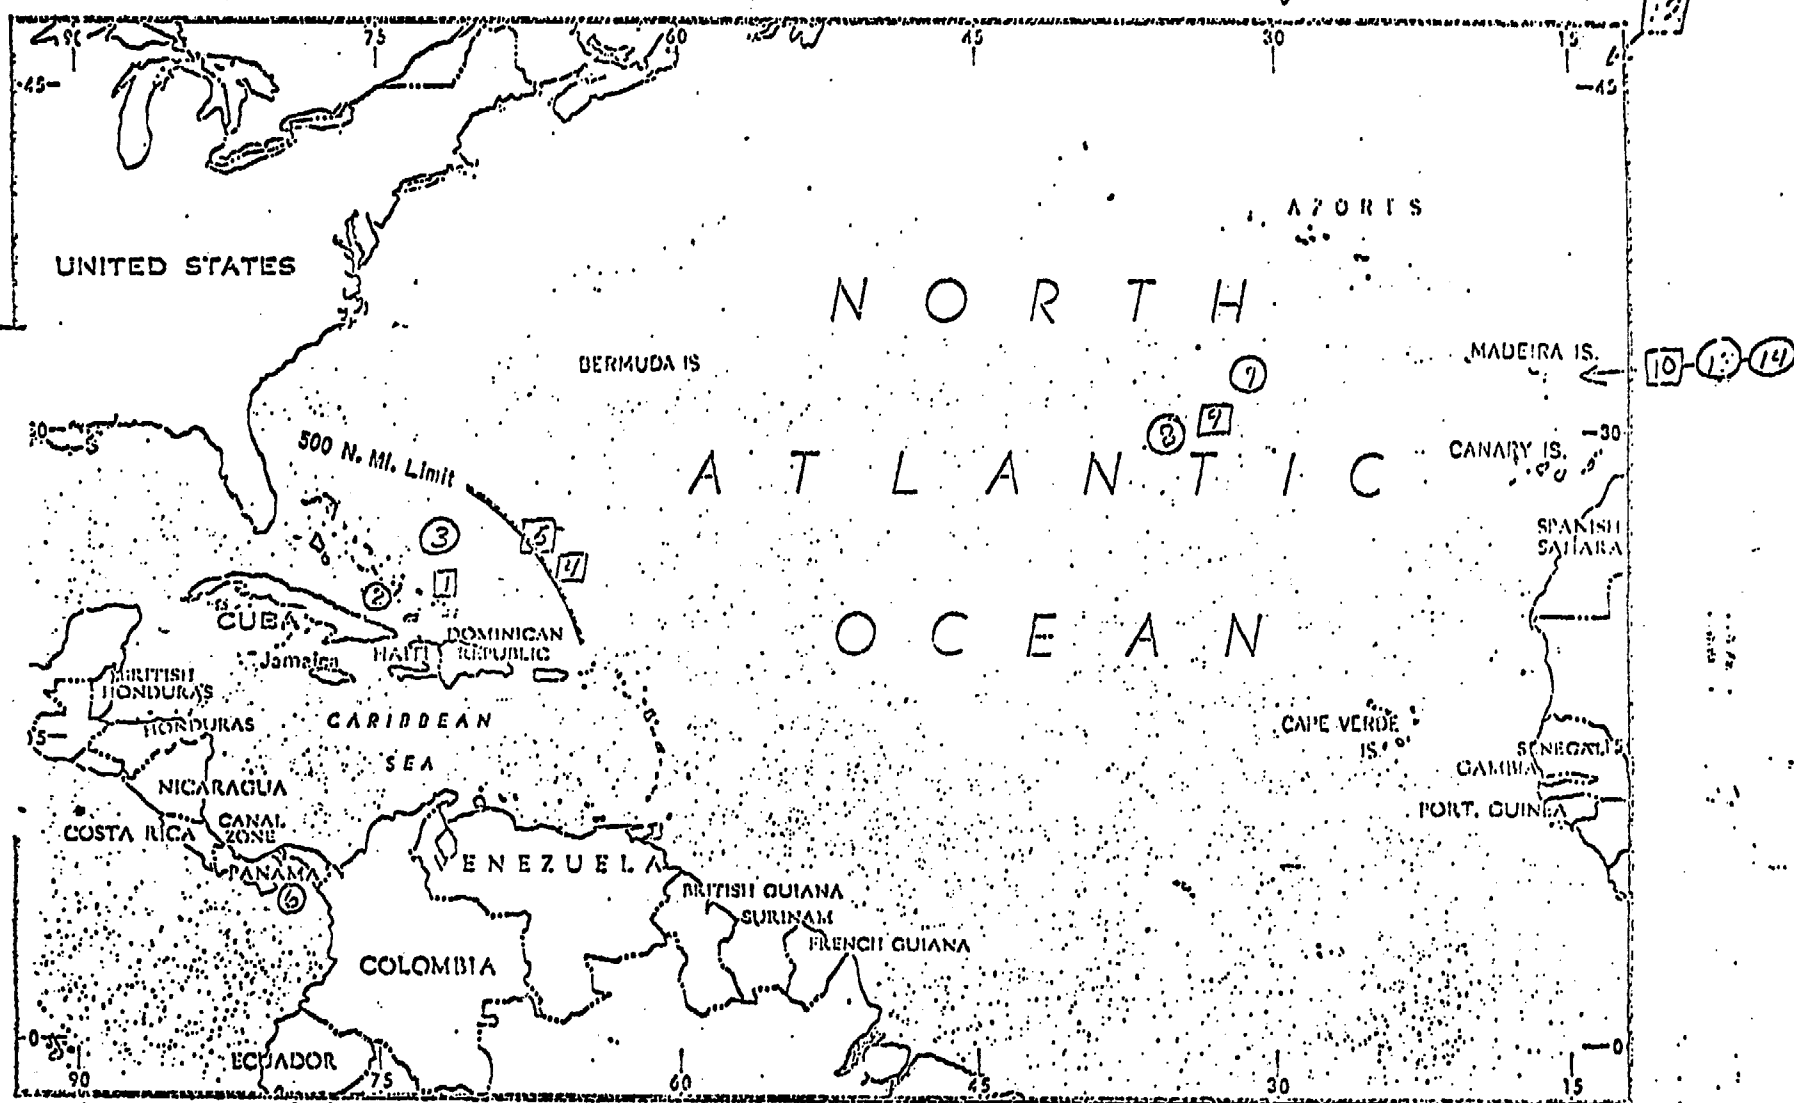 75
60
45
30
15
45
45
AZORES
UNITED STATES
NORTH
BERMUDA IS
MADEIRA IS.
10
13
14
7
9
8
30
30
500 N. MI. Limit
CANARY IS.
ATLANTIC
SPANISH
SAHARA
3
5
4
1
2
CUBA
OCEAN
DOMINICAN
REPUBLIC
HAITI
Jamaica
BRITISH
HONDURAS
HONDURAS
CARIBBEAN
SEA
CAPE VERDE
IS.
15
SENEGAL
GAMBIA
PORT. GUINEA
NICARAGUA
COSTA RICA
CANAL
ZONE
PANAMA
6
VENEZUELA
BRITISH GUIANA
SURINAM
FRENCH GUIANA
COLOMBIA
ECUADOR
0
0
90
75
60
45
30
15